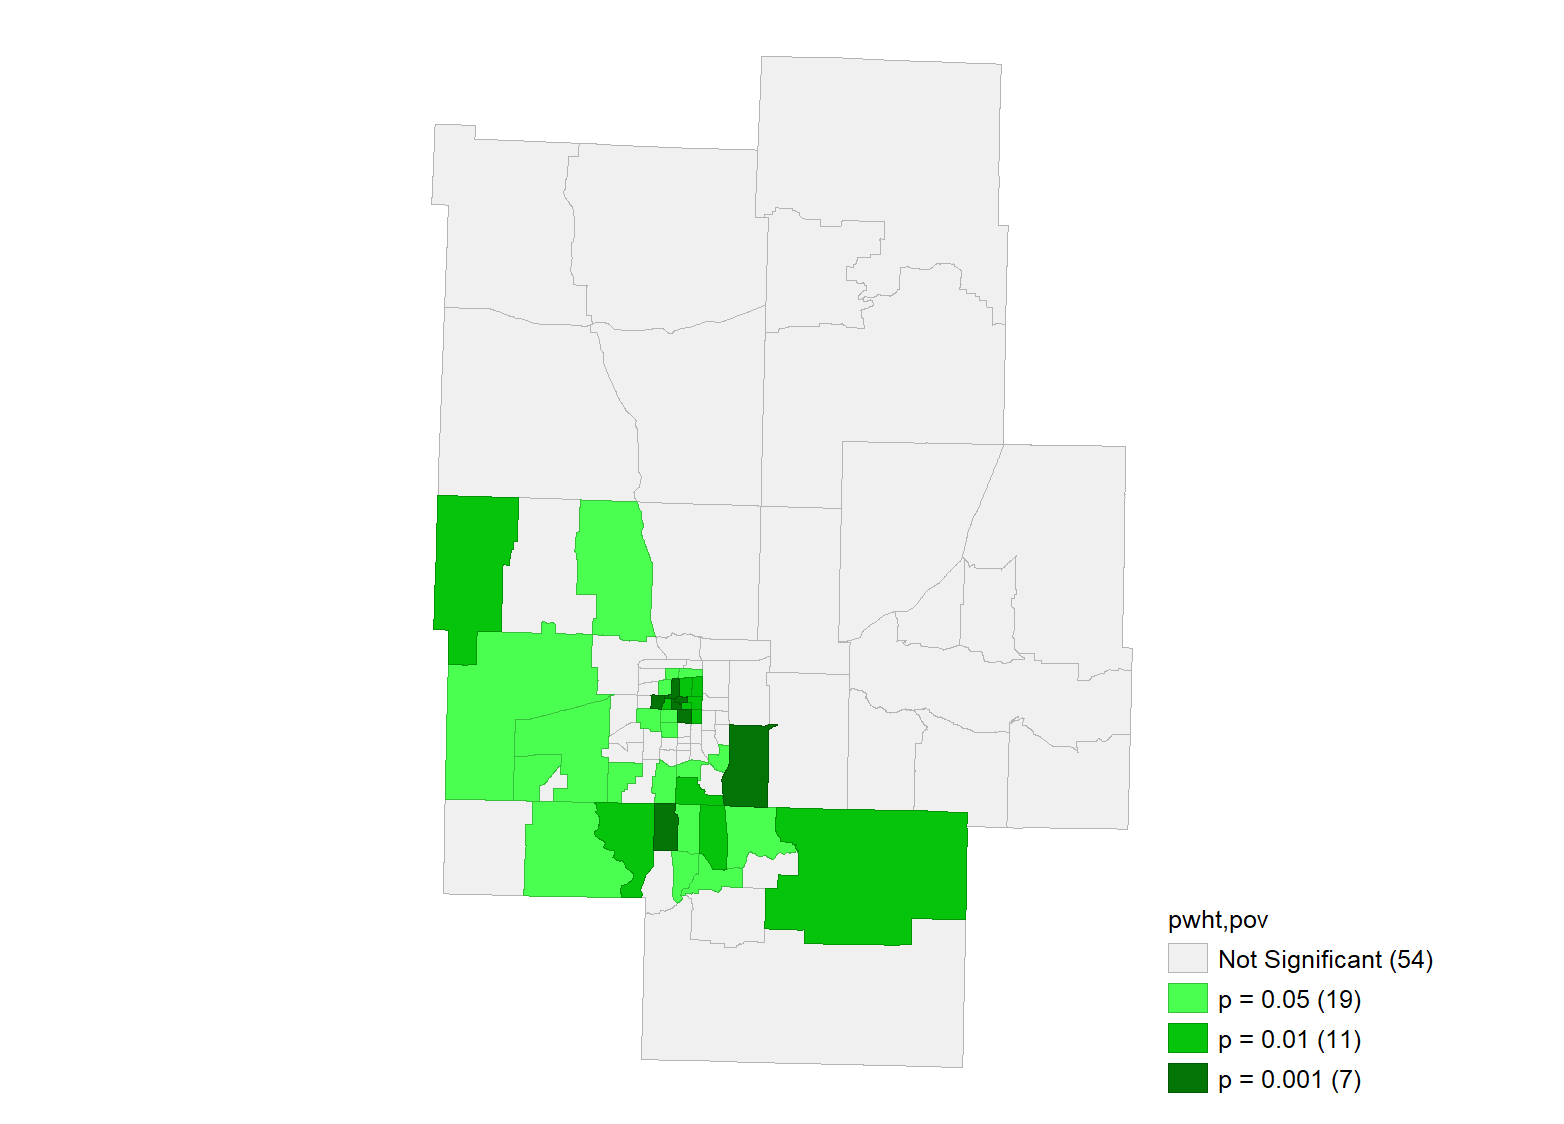 pwht,pov
Not Significant (54)
p = 0.05 (19)
p = 0.01 (11)
p = 0.001 (7)